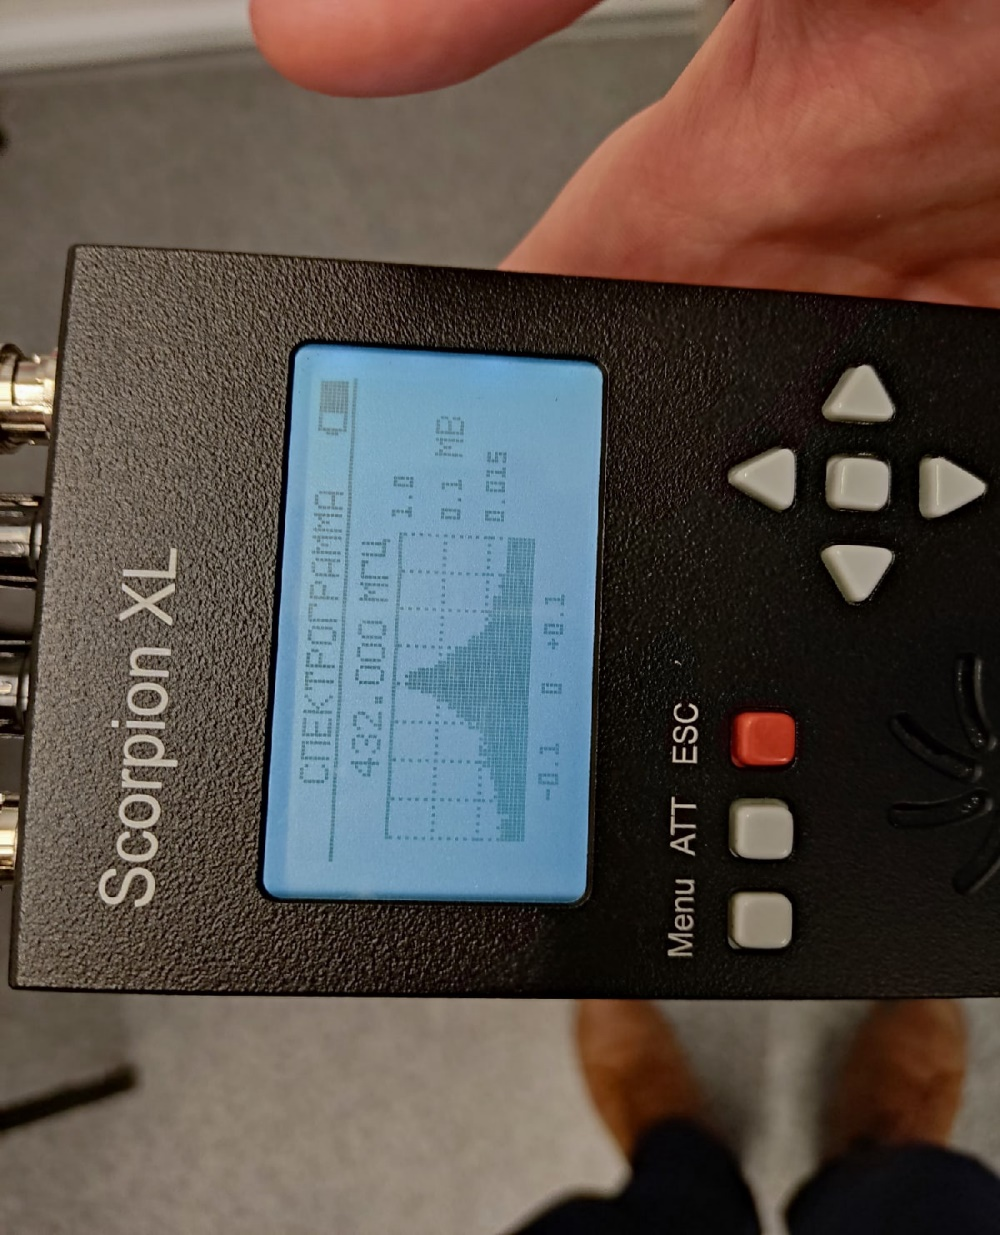 Scorpion XL
СПЕКТРОГРАММА
432.0000 МГЦ
1.0
0.1 МВ
0.015
-0.1 0 +0.1
Menu ATT ESC